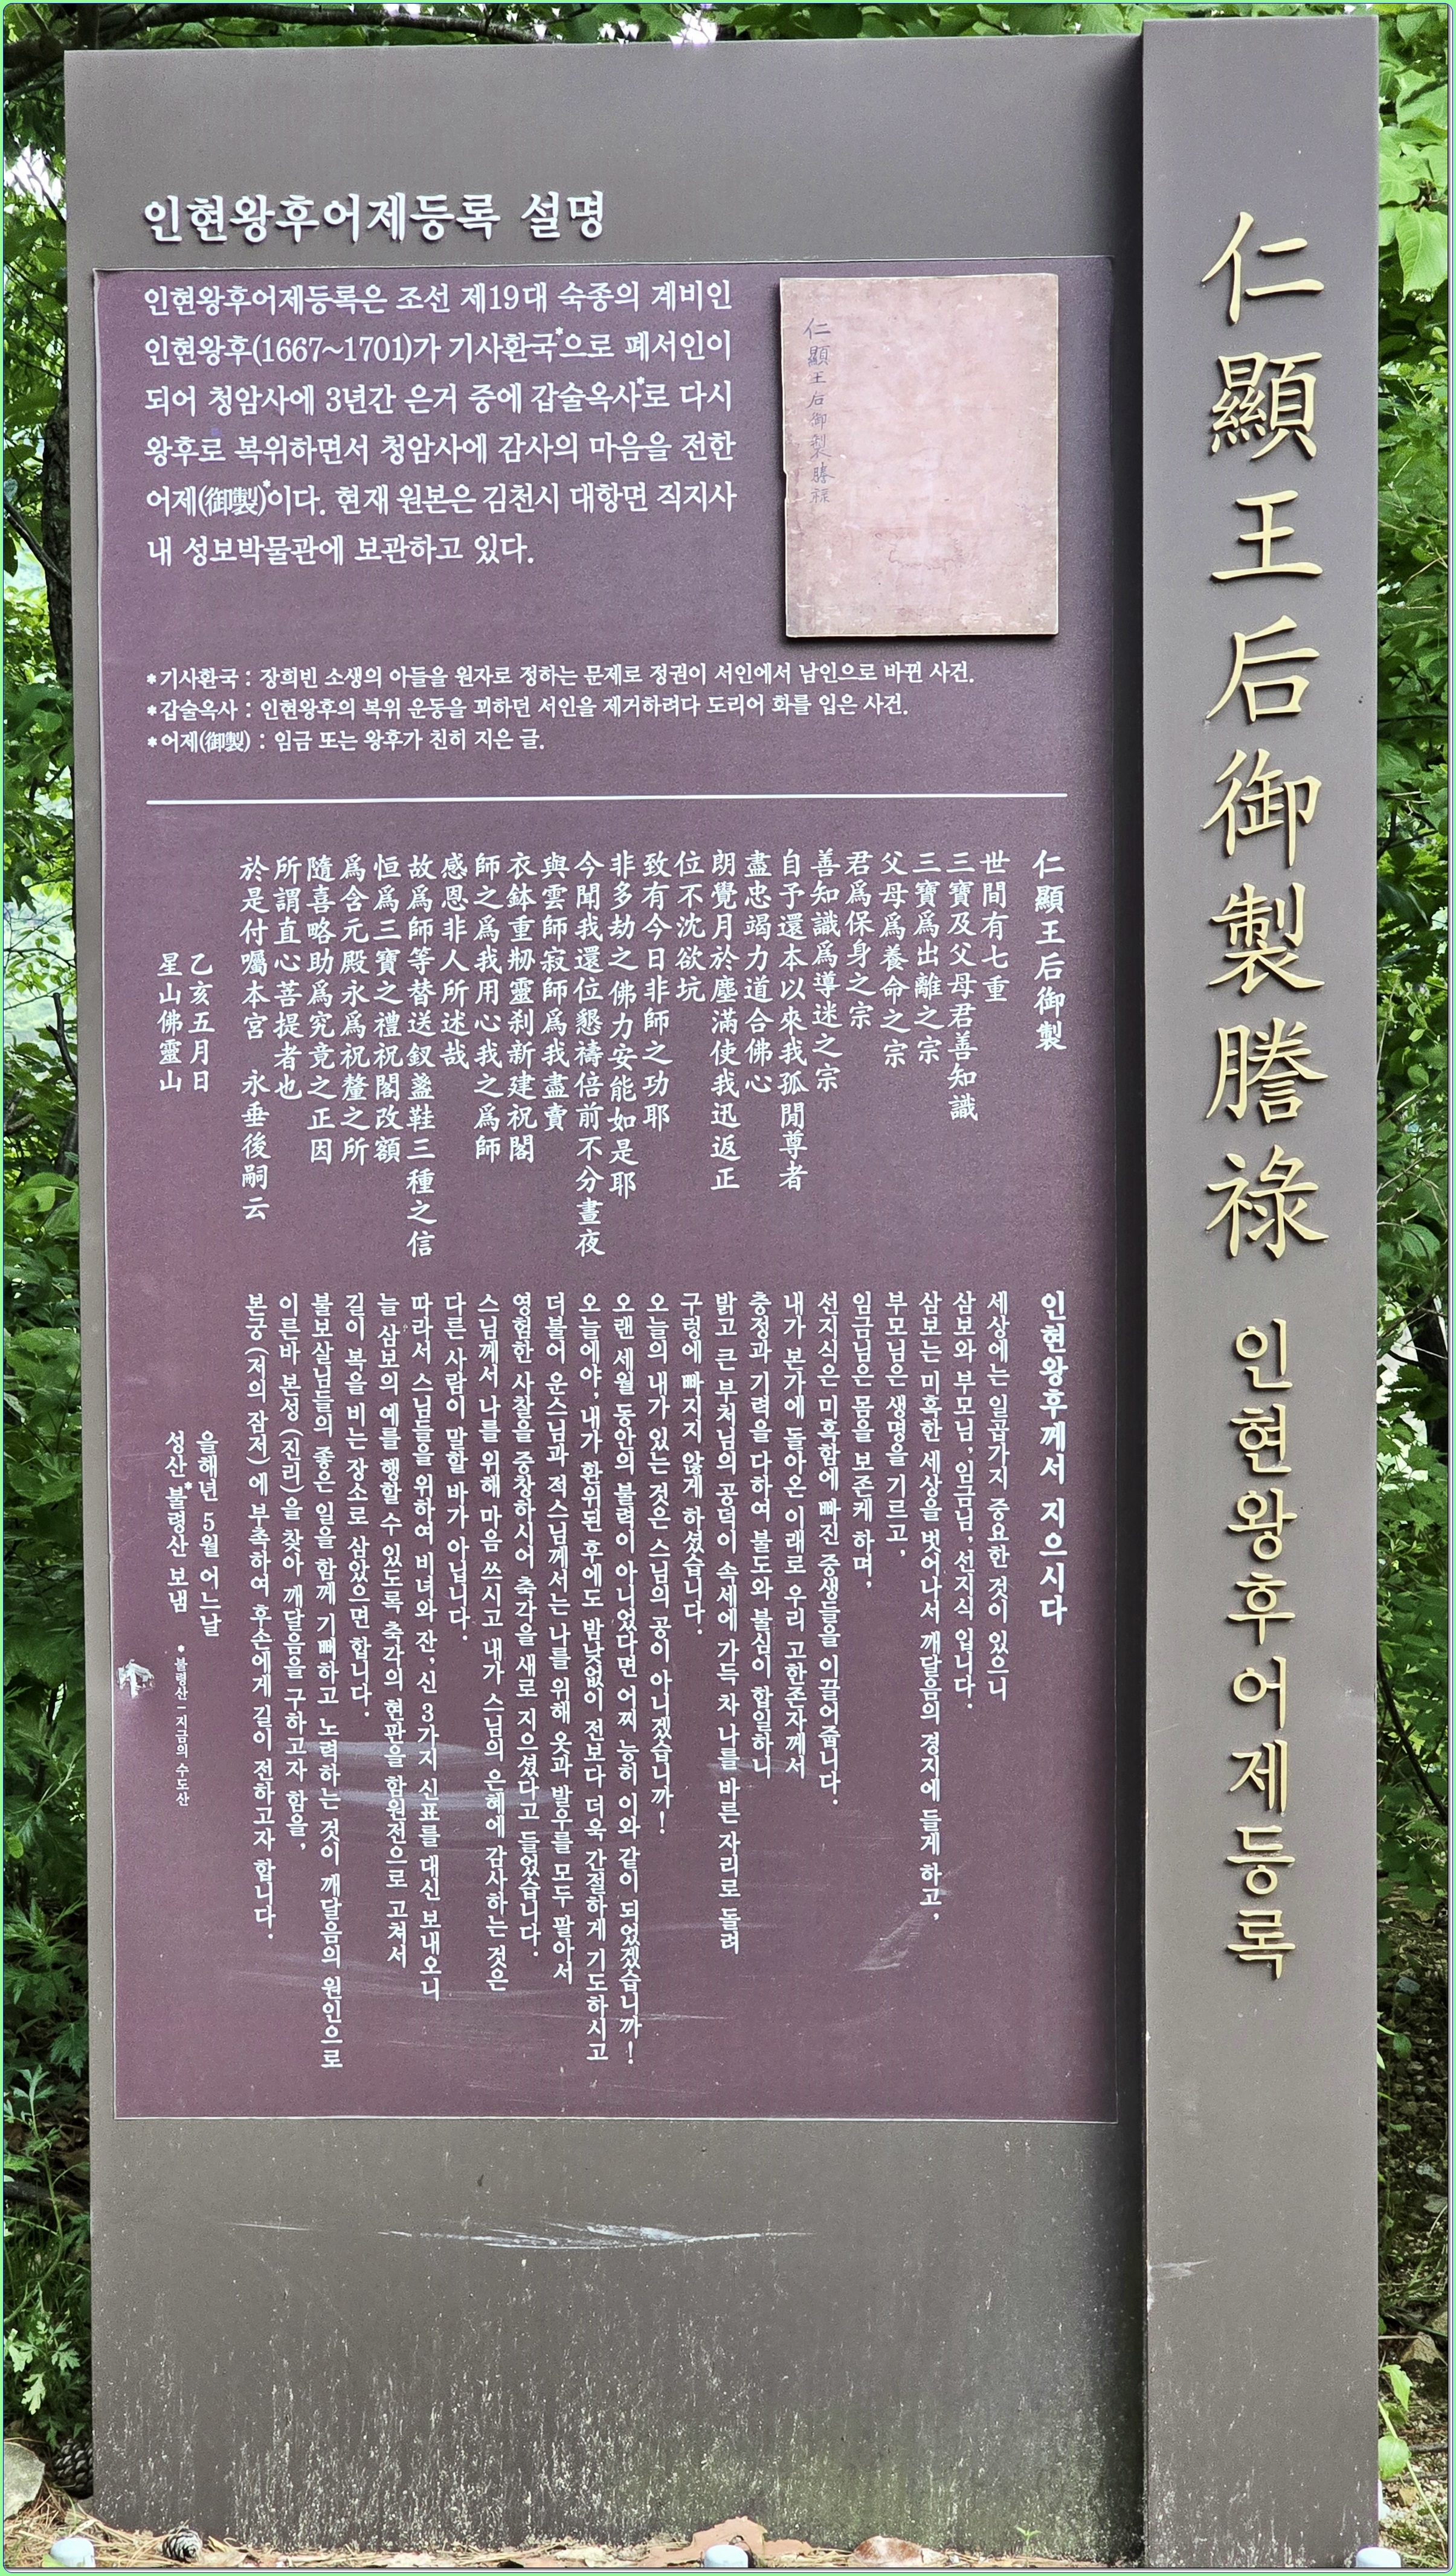 인현왕후어제등록 설명
인현왕후어제등록은 조선 제19대 숙종의 계비인
인현왕후(1667~1701)가 기사환국*으로 폐서인이
되어 청암사에 3년간 은거 중에 갑술옥사*로 다시
왕후로 복위하면서 청암사에 감사의 마음을 전한
어제(御製)*이다. 현재 원본은 김천시 대항면 직지사
내 성보박물관에 보관하고 있다.
仁顯王后御製謄祿
*기사환국 : 장희빈 소생의 아들을 원자로 정하는 문제로 정권이 서인에서 남인으로 바뀐 사건.
*갑술옥사 : 인현왕후의 복위 운동을 꾀하던 서인을 제거하려다 도리어 화를 입은 사건.
*어제(御製) : 임금 또는 왕후가 친히 지은 글.
仁顯王后御製
世間有七重
三寶及父母君善知識
三寶爲出離之宗
父母爲養命之宗
君爲保身之宗
善知識爲導迷之宗
自予還本以來我孤閒尊者
盡忠竭力道合佛心
朗覺月於塵滿使我迅返正
位不沈欲坑
致有今日非師之功耶
非多劫之佛力安能如是耶
今聞我還位懇禱倍前不分晝夜
與雲師寂師爲我盡賣
衣鉢重刱靈刹新建祝閣
師之爲我用心我之爲師
感恩非人所述哉
故爲師等替送釵盞鞋三種之信
恒爲三寶之禮祝閣改額
爲含元殿永爲祝釐之所
隨喜略助爲究竟之正因
所謂直心菩提者也
於是付囑本宮 永垂後嗣云
乙亥五月日
星山佛靈山
인현왕후께서 지으시다
세상에는 일곱가지 중요한 것이 있으니
삼보와 부모님, 임금님, 선지식 입니다.
삼보는 미혹한 세상을 벗어나서 깨달음의 경지에 들게 하고,
부모님은 생명을 기르고,
임금님은 몸을 보존케 하며,
선지식은 미혹함에 빠진 중생들을 이끌어줍니다.
내가 본가에 돌아온 이래로 우리 고한존자께서
충정과 기력을 다하여 불도와 불심이 합일하니
밝고 큰 부처님의 공덕이 속세에 가득 차 나를 바른 자리로 돌려
구렁에 빠지지 않게 하셨습니다.
오늘의 내가 있는 것은 스님의 공이 아니겠습니까!
오랜 세월 동안의 불력이 아니었다면 어찌 능히 이와 같이 되었겠습니까!
오늘에야, 내가 환위된 후에도 밤낮없이 전보다 더욱 간절하게 기도하시고
더불어 운스님과 적스님께서는 나를 위해 옷과 발우를 모두 팔아서
영험한 사찰을 중창하시어 축각을 새로 지으셨다고 들었습니다.
스님께서 나를 위해 마음 쓰시고 내가 스님의 은혜에 감사하는 것은
다른 사람이 말할 바가 아닙니다.
따라서 스님들을 위하여 비녀와 잔, 신 3가지 신표를 대신 보내오니
늘 삼보의 예를 행할 수 있도록 축각의 현판을 함원전으로 고쳐서
길이 복을 비는 장소로 삼았으면 합니다.
불보살님들의 좋은 일을 함께 기뻐하고 노력하는 것이 깨달음의 원인으로
이른바 본성(진리)을 찾아 깨달음을 구하고자 함을,
본궁(저의 잠저)에 부촉하여 후손에게 길이 전하고자 합니다.
을해년 5월 어느날
성산 불령산* 보냄
*불령산 - 지금의 수도산
仁顯王后御製謄祿 인현왕후어제등록